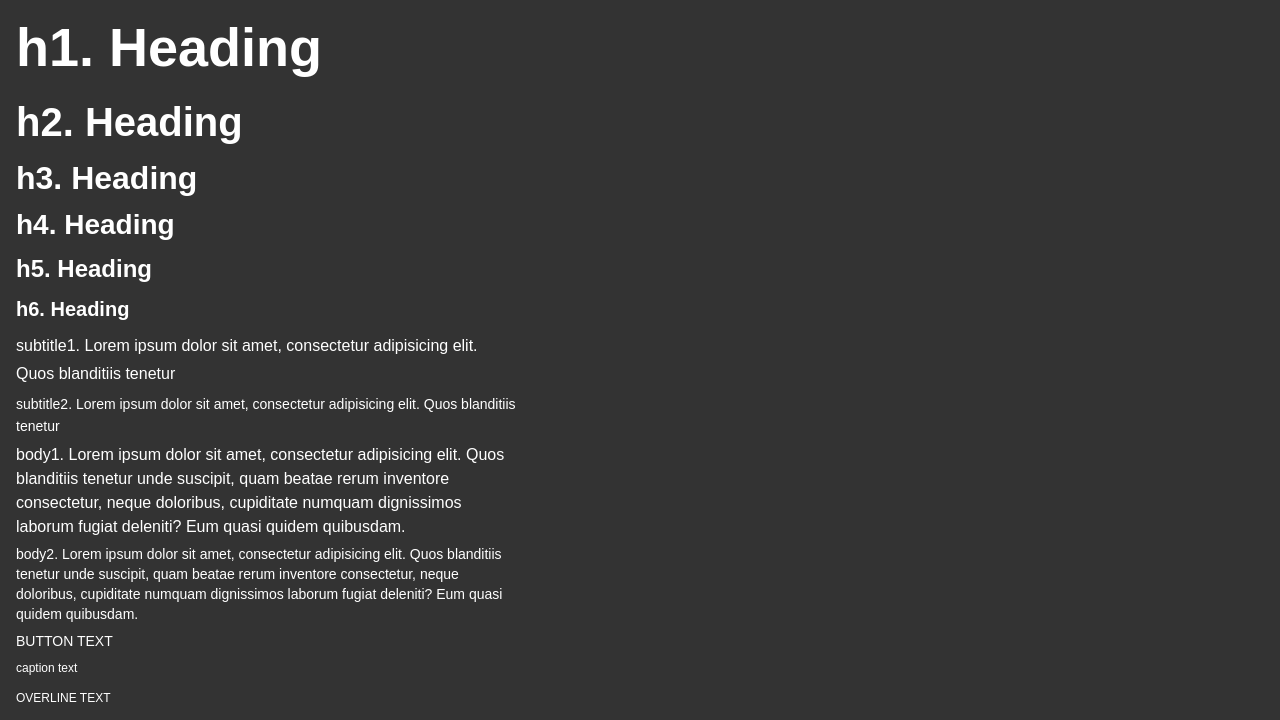 h1. Heading
h2. Heading
h3. Heading
h4. Heading
h5. Heading
h6. Heading
subtitle1. Lorem ipsum dolor sit amet, consectetur adipisicing elit.
Quos blanditiis tenetur
subtitle2. Lorem ipsum dolor sit amet, consectetur adipisicing elit. Quos blanditiis
tenetur
body1. Lorem ipsum dolor sit amet, consectetur adipisicing elit. Quos
blanditiis tenetur unde suscipit, quam beatae rerum inventore
consectetur, neque doloribus, cupiditate numquam dignissimos
laborum fugiat deleniti? Eum quasi quidem quibusdam.
body2. Lorem ipsum dolor sit amet, consectetur adipisicing elit. Quos blanditiis
tenetur unde suscipit, quam beatae rerum inventore consectetur, neque
doloribus, cupiditate numquam dignissimos laborum fugiat deleniti? Eum quasi
quidem quibusdam.
BUTTON TEXT
caption text
OVERLINE TEXT